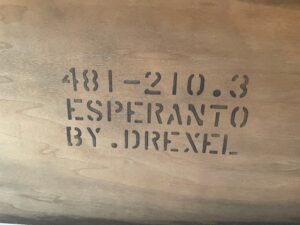 481-210.3
ESPERANTO
BY.DREXEL